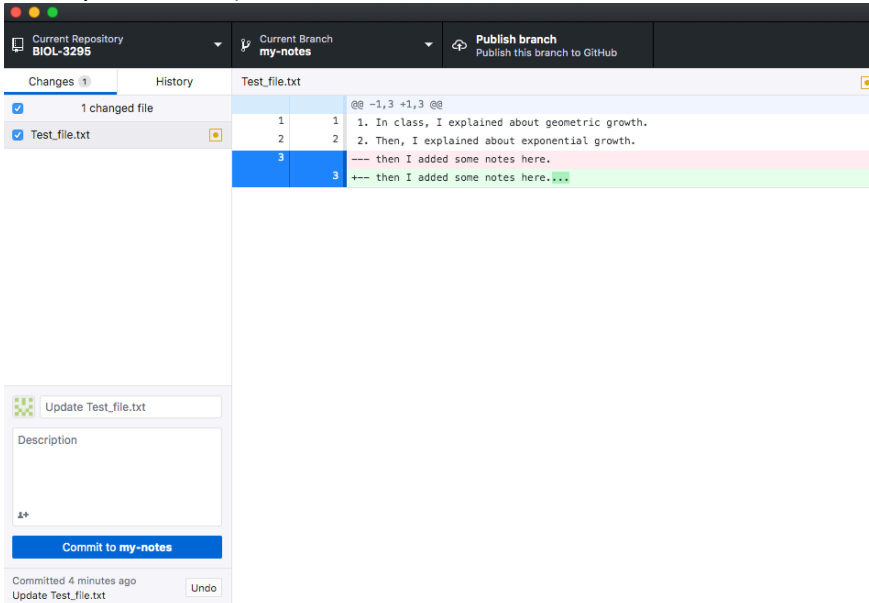 Current Repository
BIOL-3295
Current Branch
my-notes
Publish branch
Publish this branch to GitHub
Changes 1
History
Test_file.txt
1 changed file
Test_file.txt
@@ -1,3 +1,3 @@
1 1 1. In class, I explained about geometric growth.
2 2 2. Then, I explained about exponential growth.
3 --- then I added some notes here.
3 +-- then I added some notes here....
Update Test_file.txt
Description
Commit to my-notes
Committed 4 minutes ago
Update Test_file.txt
Undo